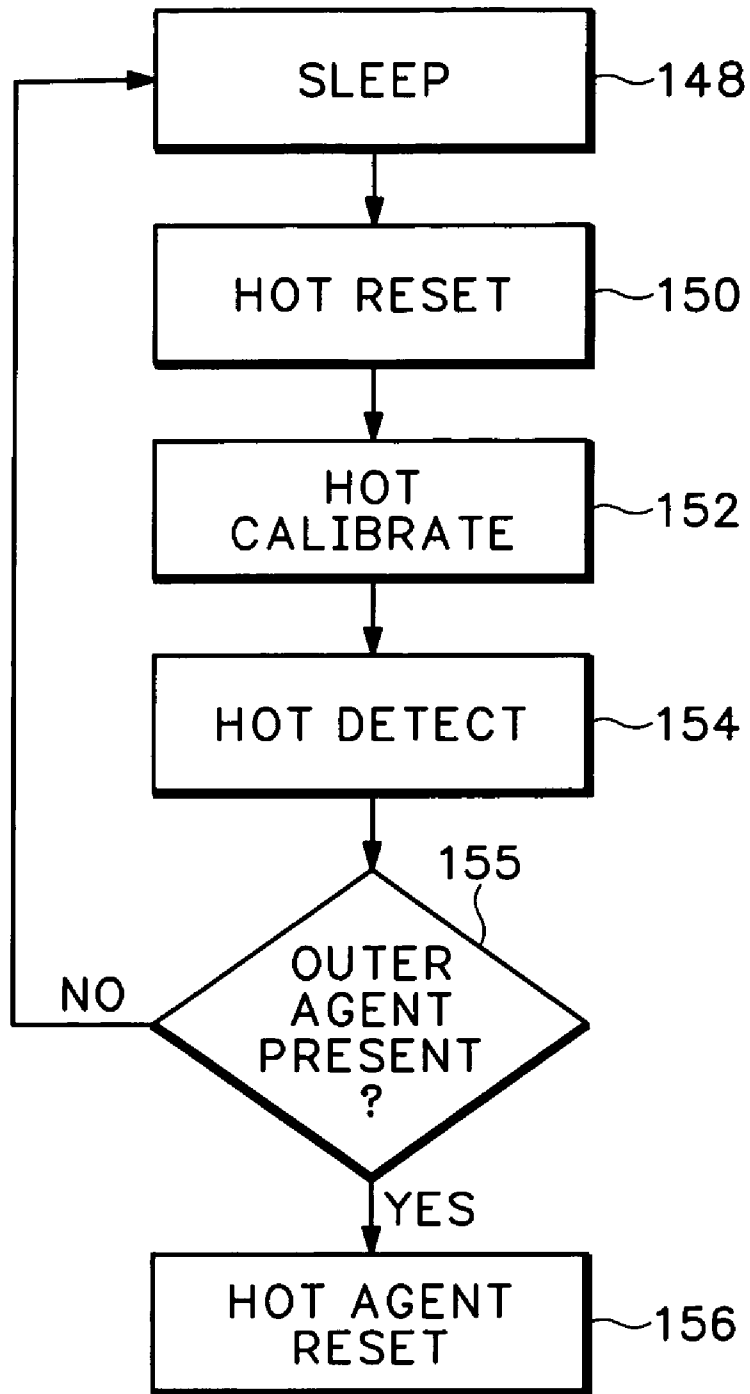 SLEEP
148
HOT RESET
150
HOT
CALIBRATE
152
HOT DETECT
154
155
OUTER
AGENT
PRESENT
?
NO
YES
HOT AGENT
RESET
156